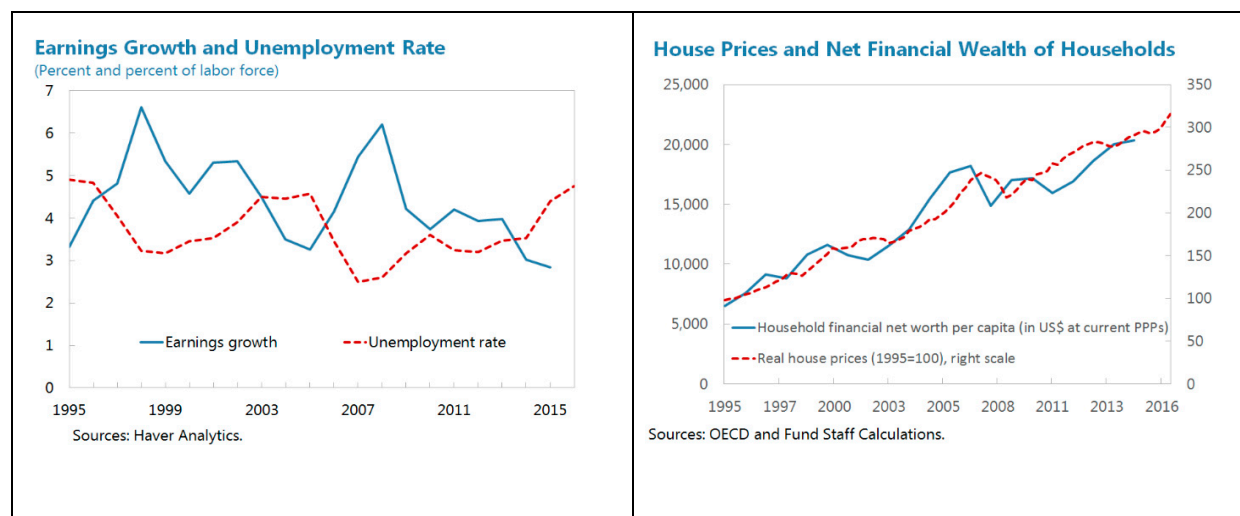 Earnings Growth and Unemployment Rate
(Percent and percent of labor force)
7
6
5
4
3
2
1
0
Earnings growth
Unemployment rate
1995 1999 2003 2007 2011 2015
Sources: Haver Analytics.
House Prices and Net Financial Wealth of Households
25,000
20,000
15,000
10,000
5,000
0
350
300
250
200
150
100
50
0
Household financial net worth per capita (in US$ at current PPPs)
Real house prices (1995=100), right scale
1995 1997 2000 2003 2005 2008 2011 2013 2016
Sources: OECD and Fund Staff Calculations.